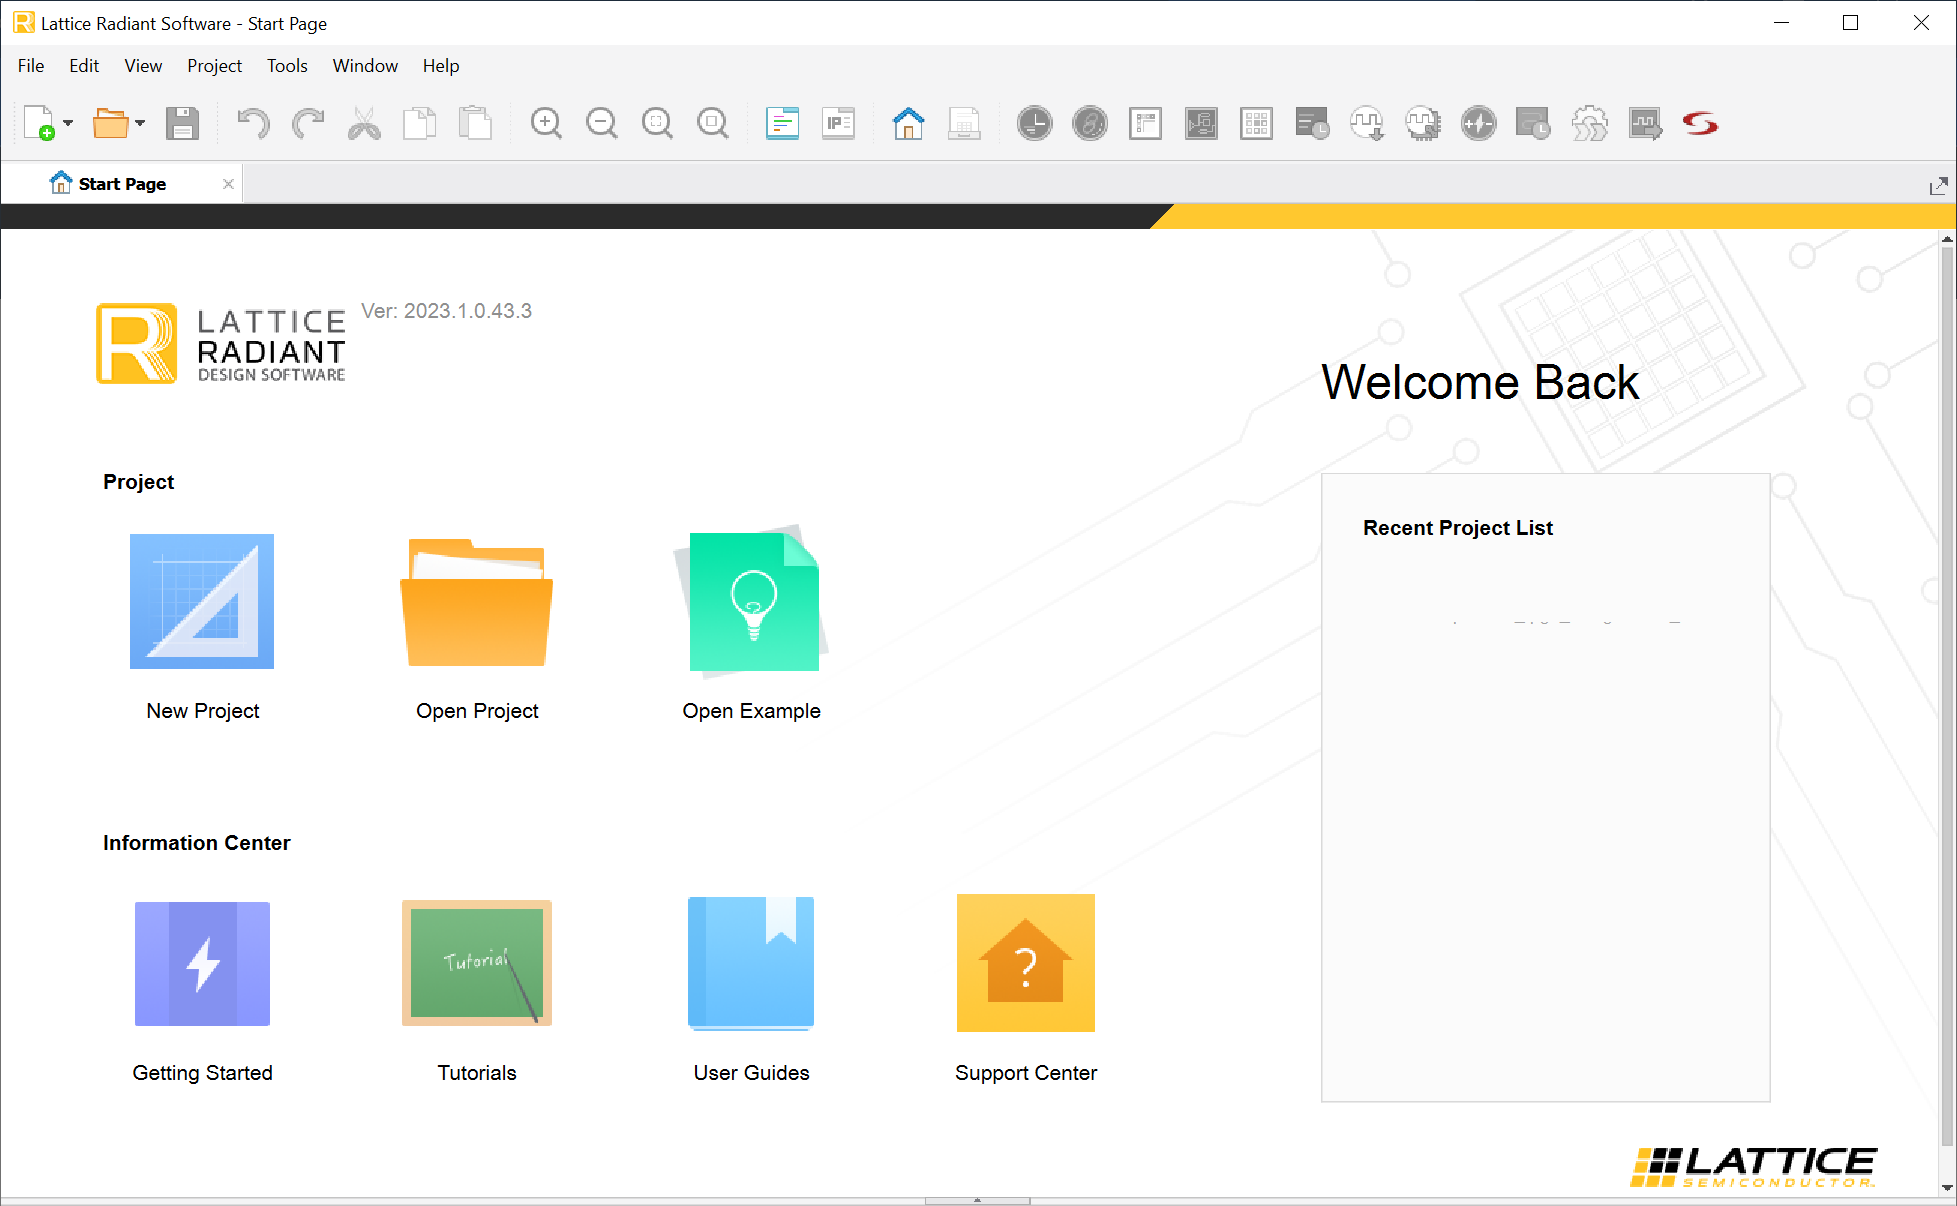 Lattice Radiant Software - Start Page
File Edit View Project Tools Window Help
IP
Start Page
LATTICE
RADIANT
DESIGN SOFTWARE
Ver: 2023.1.0.43.3
Welcome Back
Project
New Project
Open Project
Open Example
Recent Project List
Information Center
Tutorial
Getting Started
Tutorials
User Guides
Support Center
LATTICE
SEMICONDUCTOR